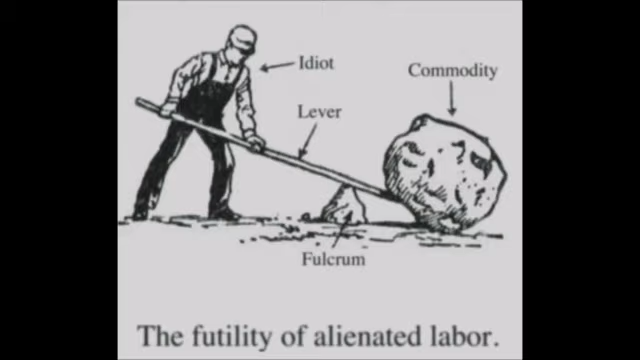 Idiot
Commodity
Lever
Fulcrum
The futility of alienated labor.